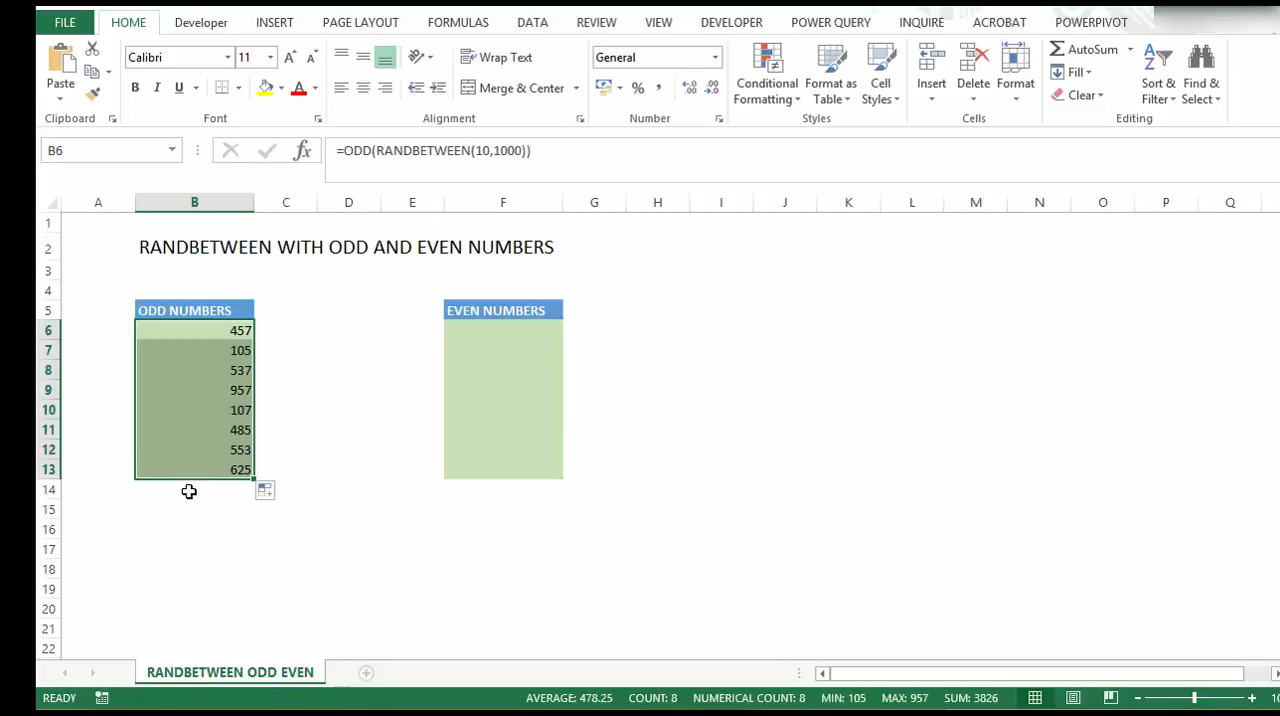 FILE HOME Developer INSERT PAGE LAYOUT FORMULAS DATA REVIEW VIEW DEVELOPER POWER QUERY INQUIRE ACROBAT POWERPIVOT
Calibri 11 Wrap Text General AutoSum
Paste Conditional Format as Cell Insert Delete Format Fill Sort & Find &
B I U Merge & Center % , Formatting Table Styles Clear Filter Select
Clipboard Font Alignment Number Styles Cells Editing
B6 fx =ODD(RANDBETWEEN(10,1000))
A B C D E F G H I J K L M N O P Q
1
2 RANDBETWEEN WITH ODD AND EVEN NUMBERS
3
4
5 ODD NUMBERS EVEN NUMBERS
6 457
7 105
8 537
9 957
10 107
11 485
12 553
13 625
14
15
16
17
18
19
20
21
22
RANDBETWEEN ODD EVEN
READY AVERAGE: 478.25 COUNT: 8 NUMERICAL COUNT: 8 MIN: 105 MAX: 957 SUM: 3826